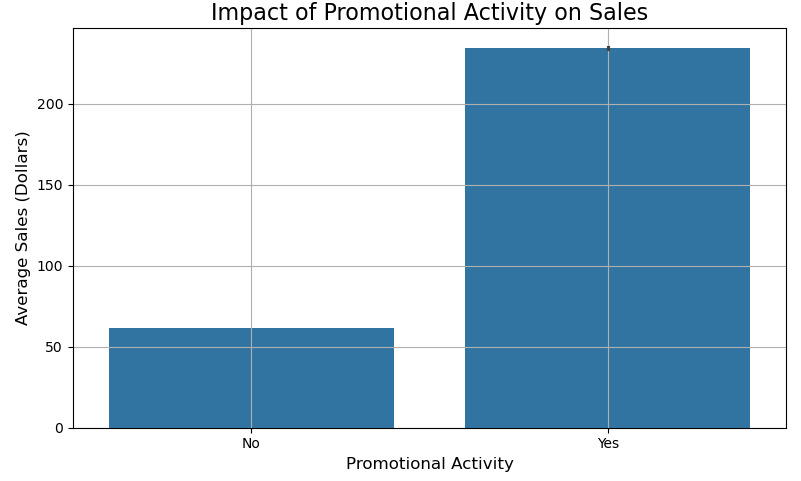 Impact of Promotional Activity on Sales
Average Sales (Dollars)
200
150
100
50
0
No
Yes
Promotional Activity